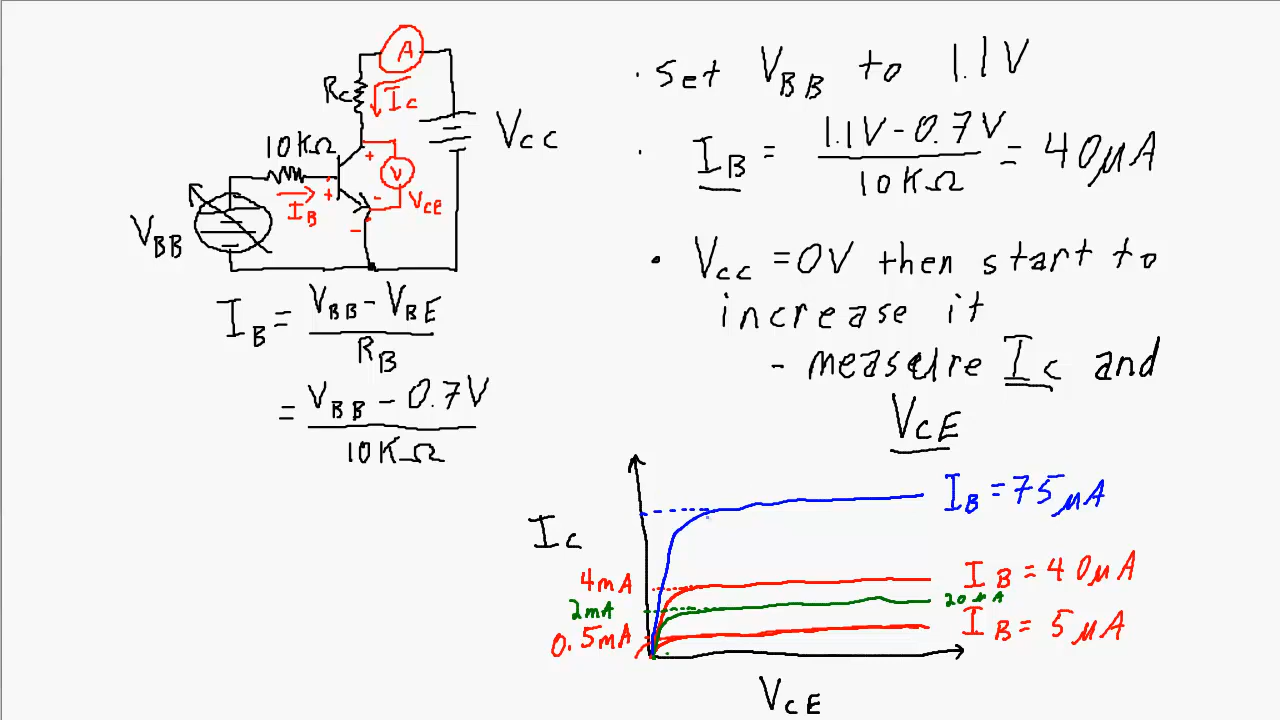 A
Rc
Ic
VCC
10KΩ
+
V
+
-
VCE
IB
-
VBB
IB = VBB - VBE / RB
= VBB - 0.7V / 10KΩ
· Set VBB to 1.1V
· IB = 1.1V - 0.7V / 10KΩ = 40μA
• Vcc = 0V then start to
increase it
- measure Ic and
VCE
IB = 75μA
Ic
4mA
IB = 40μA
2mA
20μA
0.5mA
IB = 5μA
VCE